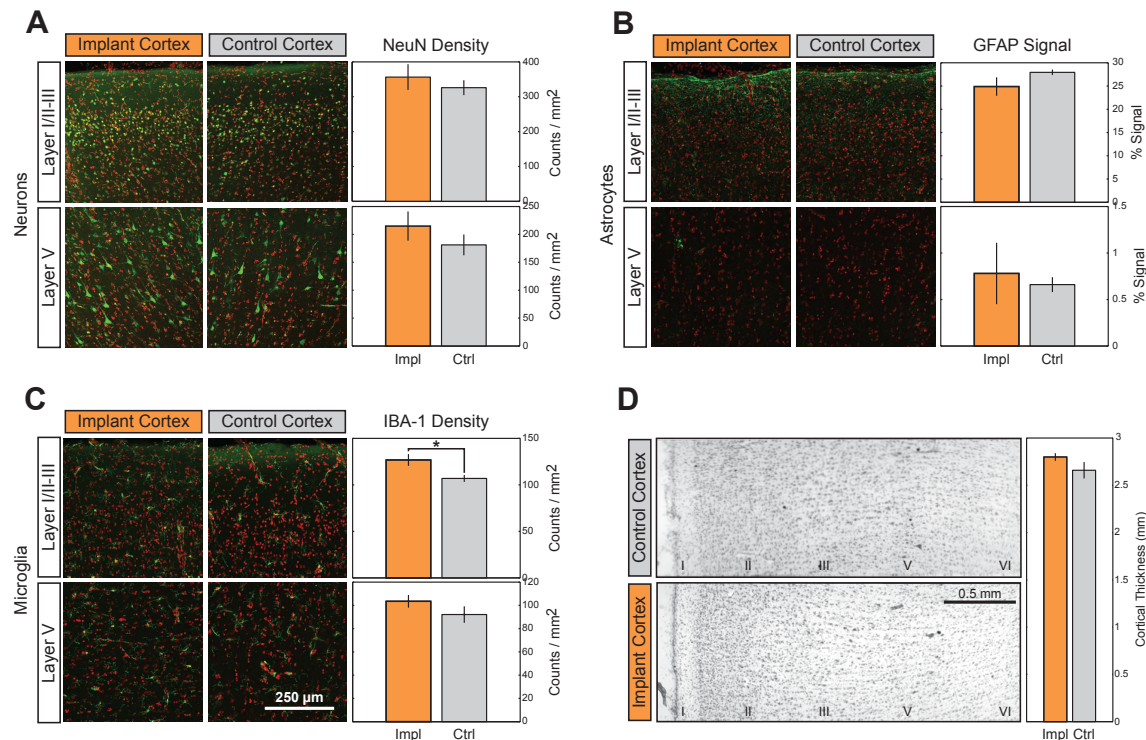 A
Implant Cortex
Control Cortex
NeuN Density
Neurons
Layer I/II-III
400
300
200
100
0
Counts / mm2
Layer V
250
200
150
100
50
0
Counts / mm2
Impl
Ctrl
B
Implant Cortex
Control Cortex
GFAP Signal
Astrocytes
Layer I/II-III
30
25
20
15
10
5
0
% Signal
Layer V
1.5
1
0.5
0
% Signal
Impl
Ctrl
C
Implant Cortex
Control Cortex
IBA-1 Density
Microglia
Layer I/II-III
*
150
100
50
0
Counts / mm2
Layer V
250 µm
120
100
80
60
40
20
0
Counts / mm2
Impl
Ctrl
D
Control Cortex
I II III V VI
Implant Cortex
0.5 mm
I II III V VI
3
2.5
2
1.5
1
0.5
0
Cortical Thickness (mm)
Impl
Ctrl